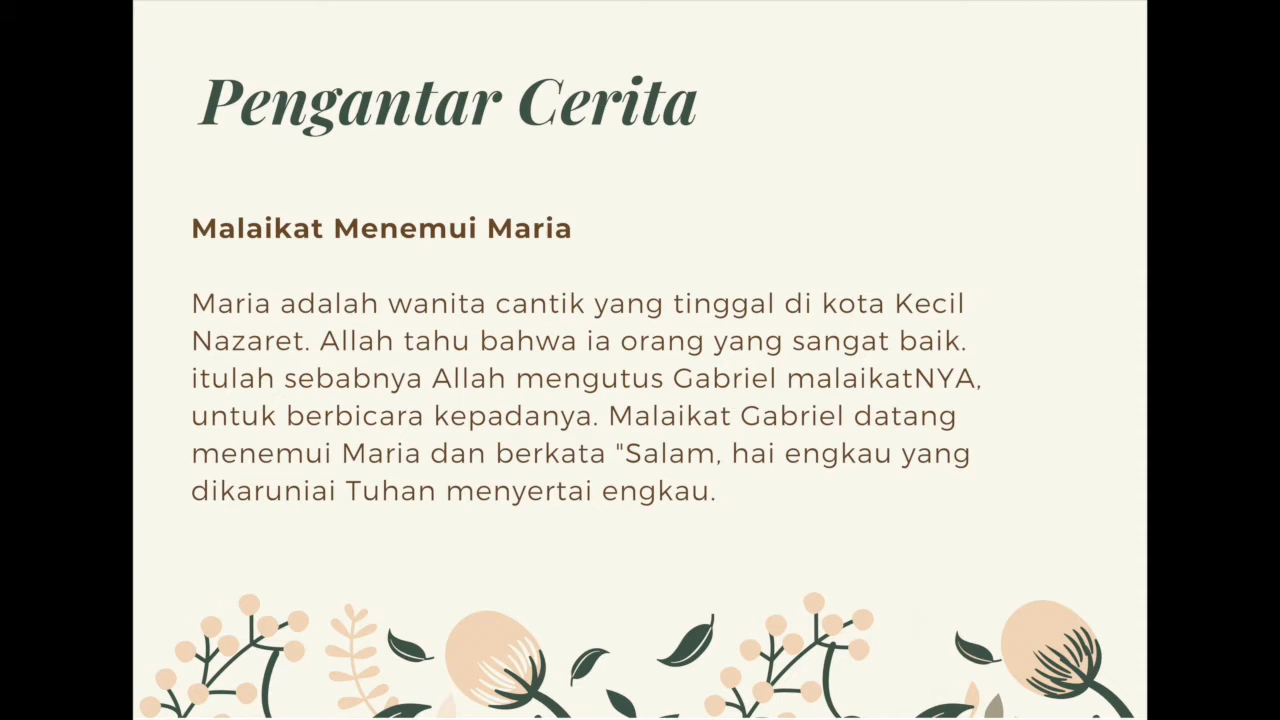 Pengantar Cerita
Malaikat Menemui Maria
Maria adalah wanita cantik yang tinggal di kota Kecil
Nazaret. Allah tahu bahwa ia orang yang sangat baik.
itulah sebabnya Allah mengutus Gabriel malaikatNYA,
untuk berbicara kepadanya. Malaikat Gabriel datang
menemui Maria dan berkata "Salam, hai engkau yang
dikaruniai Tuhan menyertai engkau.